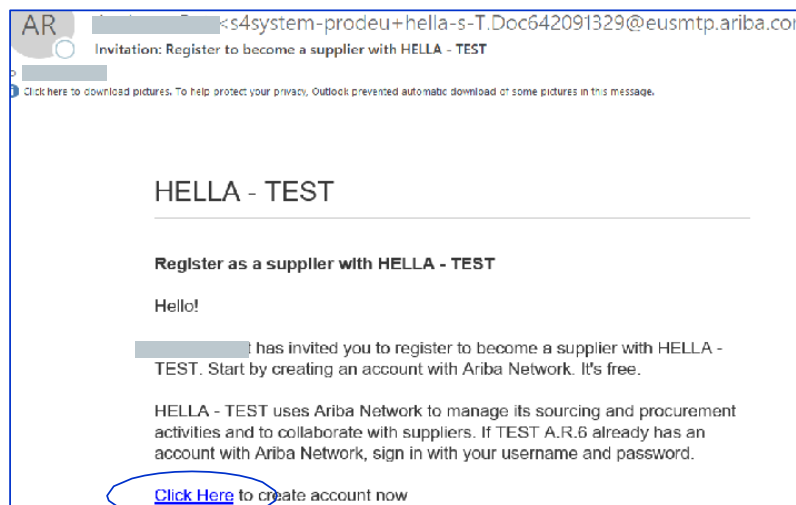 AR
<s4system-prodeu+hella-s-T.Doc642091329@eusmtp.ariba.com
Invitation: Register to become a supplier with HELLA - TEST
Click here to download pictures. To help protect your privacy, Outlook prevented automatic download of some pictures in this message.
HELLA - TEST
Register as a supplier with HELLA - TEST
Hello!
t has invited you to register to become a supplier with HELLA -
TEST. Start by creating an account with Ariba Network. It's free.
HELLA - TEST uses Ariba Network to manage its sourcing and procurement
activities and to collaborate with suppliers. If TEST A.R.6 already has an
account with Ariba Network, sign in with your username and password.
Click Here to create account now